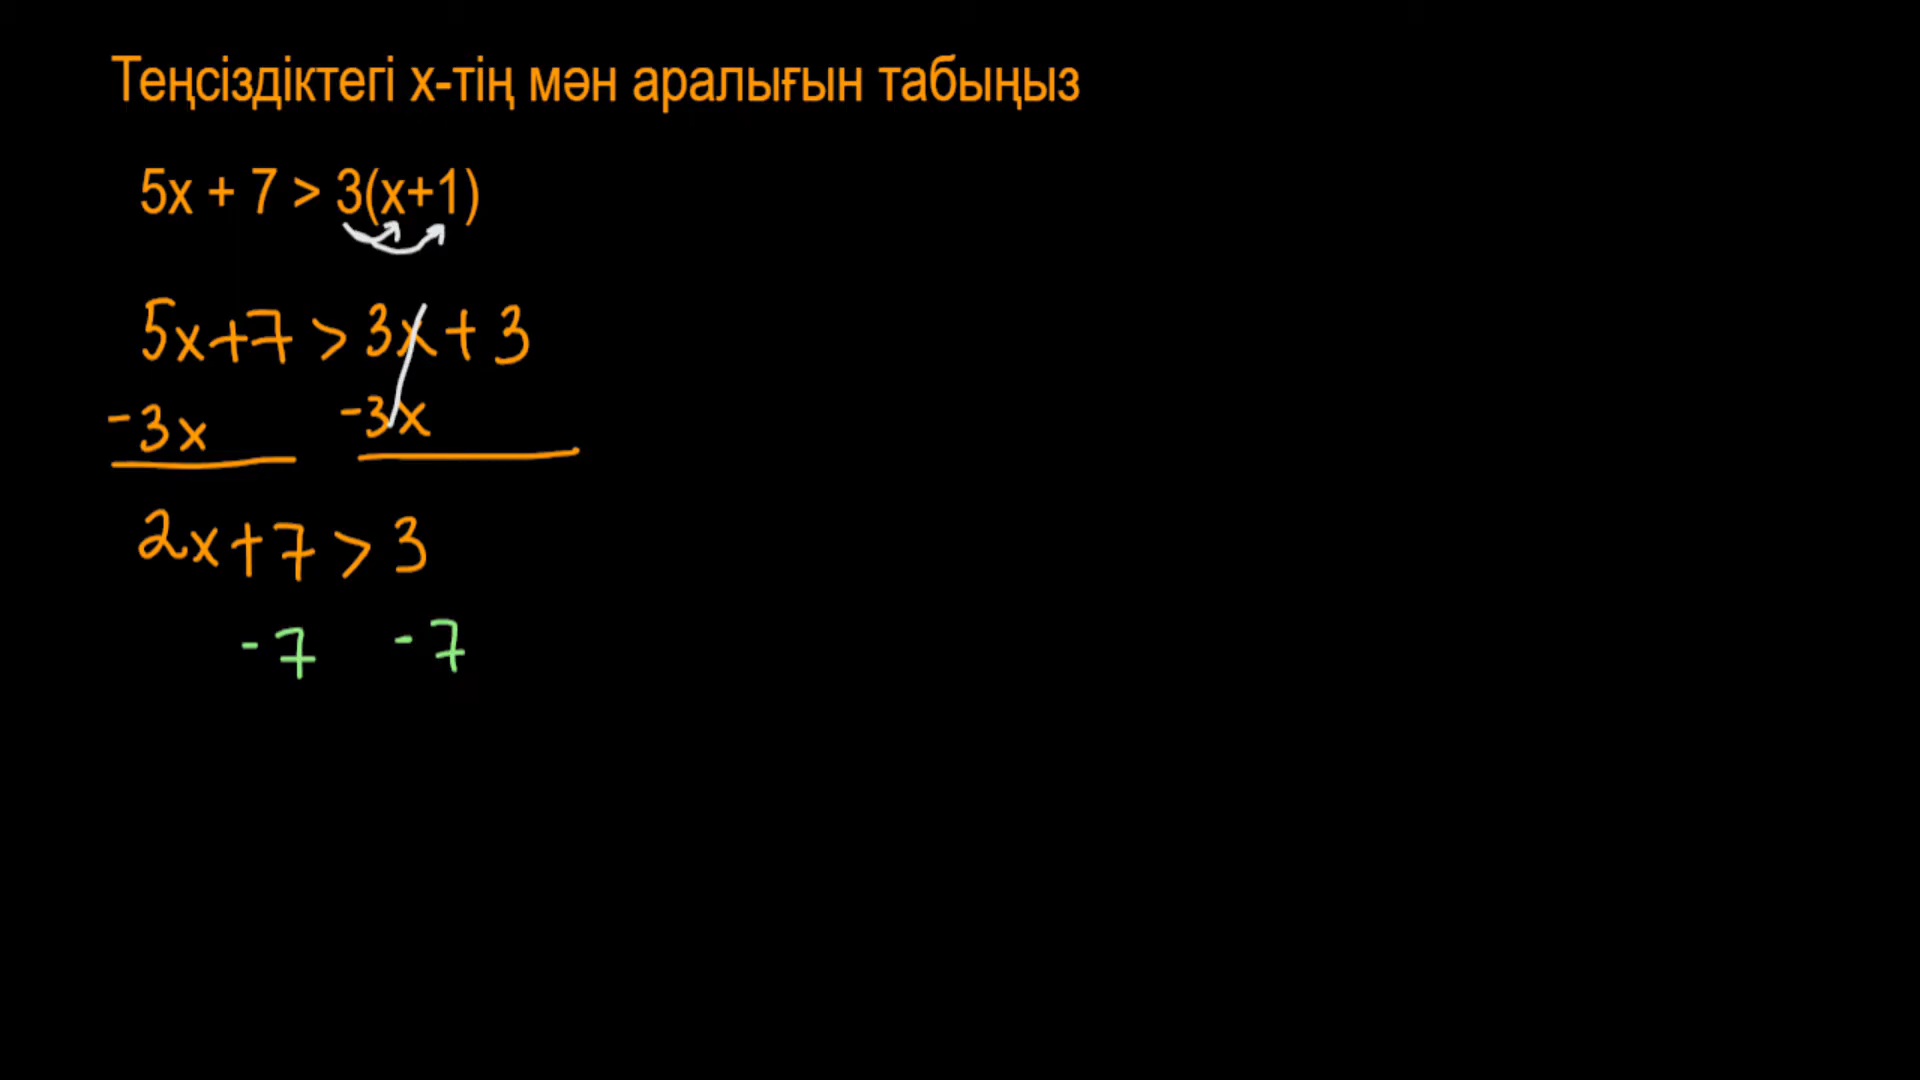 Теңсіздіктегі x-тің мән аралығын табыңыз
5x + 7 > 3(x+1)
5x+7 > 3x + 3
-3x -3x
2x+7 > 3
-7 -7